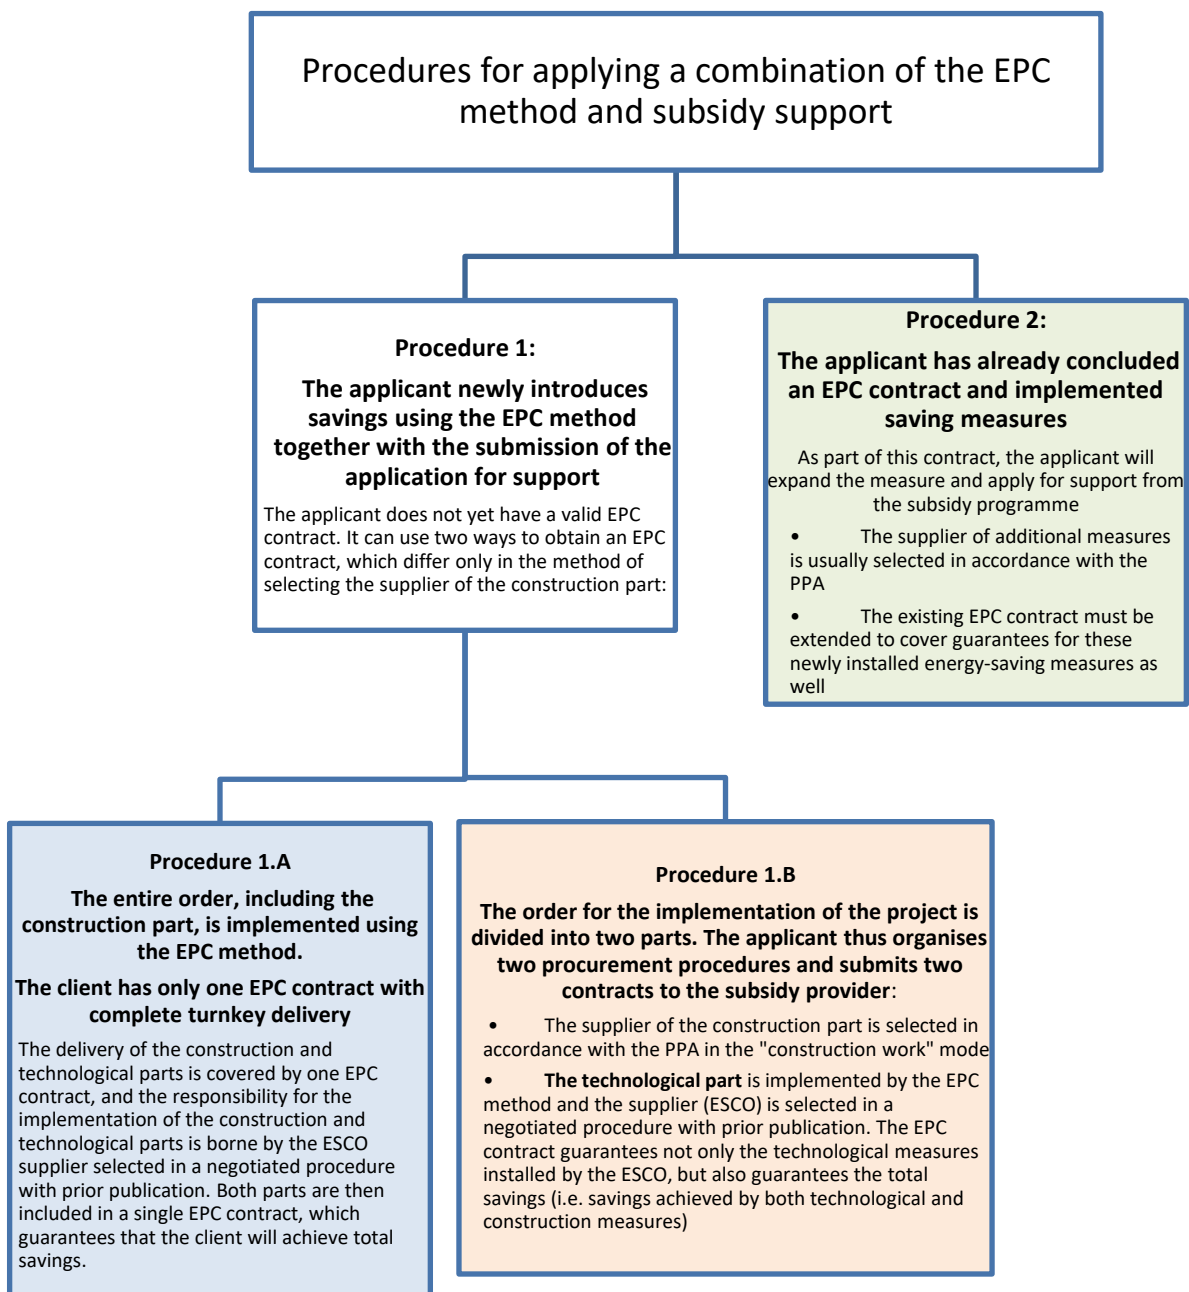 Procedures for applying a combination of the EPC
method and subsidy support
Procedure 1:
The applicant newly introduces
savings using the EPC method
together with the submission of the
application for support
The applicant does not yet have a valid EPC
contract. It can use two ways to obtain an EPC
contract, which differ only in the method of
selecting the supplier of the construction part:
Procedure 2:
The applicant has already concluded
an EPC contract and implemented
saving measures
As part of this contract, the applicant will
expand the measure and apply for support from
the subsidy programme
• The supplier of additional measures
is usually selected in accordance with the
PPA
• The existing EPC contract must be
extended to cover guarantees for these
newly installed energy-saving measures as
well
Procedure 1.A
The entire order, including the
construction part, is implemented using
the EPC method.
The client has only one EPC contract with
complete turnkey delivery
The delivery of the construction and
technological parts is covered by one EPC
contract, and the responsibility for the
implementation of the construction and
technological parts is borne by the ESCO
supplier selected in a negotiated procedure
with prior publication. Both parts are then
included in a single EPC contract, which
guarantees that the client will achieve total
savings.
Procedure 1.B
The order for the implementation of the project is
divided into two parts. The applicant thus organises
two procurement procedures and submits two
contracts to the subsidy provider:
• The supplier of the construction part is selected in
accordance with the PPA in the "construction work" mode
• The technological part is implemented by the EPC
method and the supplier (ESCO) is selected in a
negotiated procedure with prior publication. The EPC
contract guarantees not only the technological measures
installed by the ESCO, but also guarantees the total
savings (i.e. savings achieved by both technological and
construction measures)